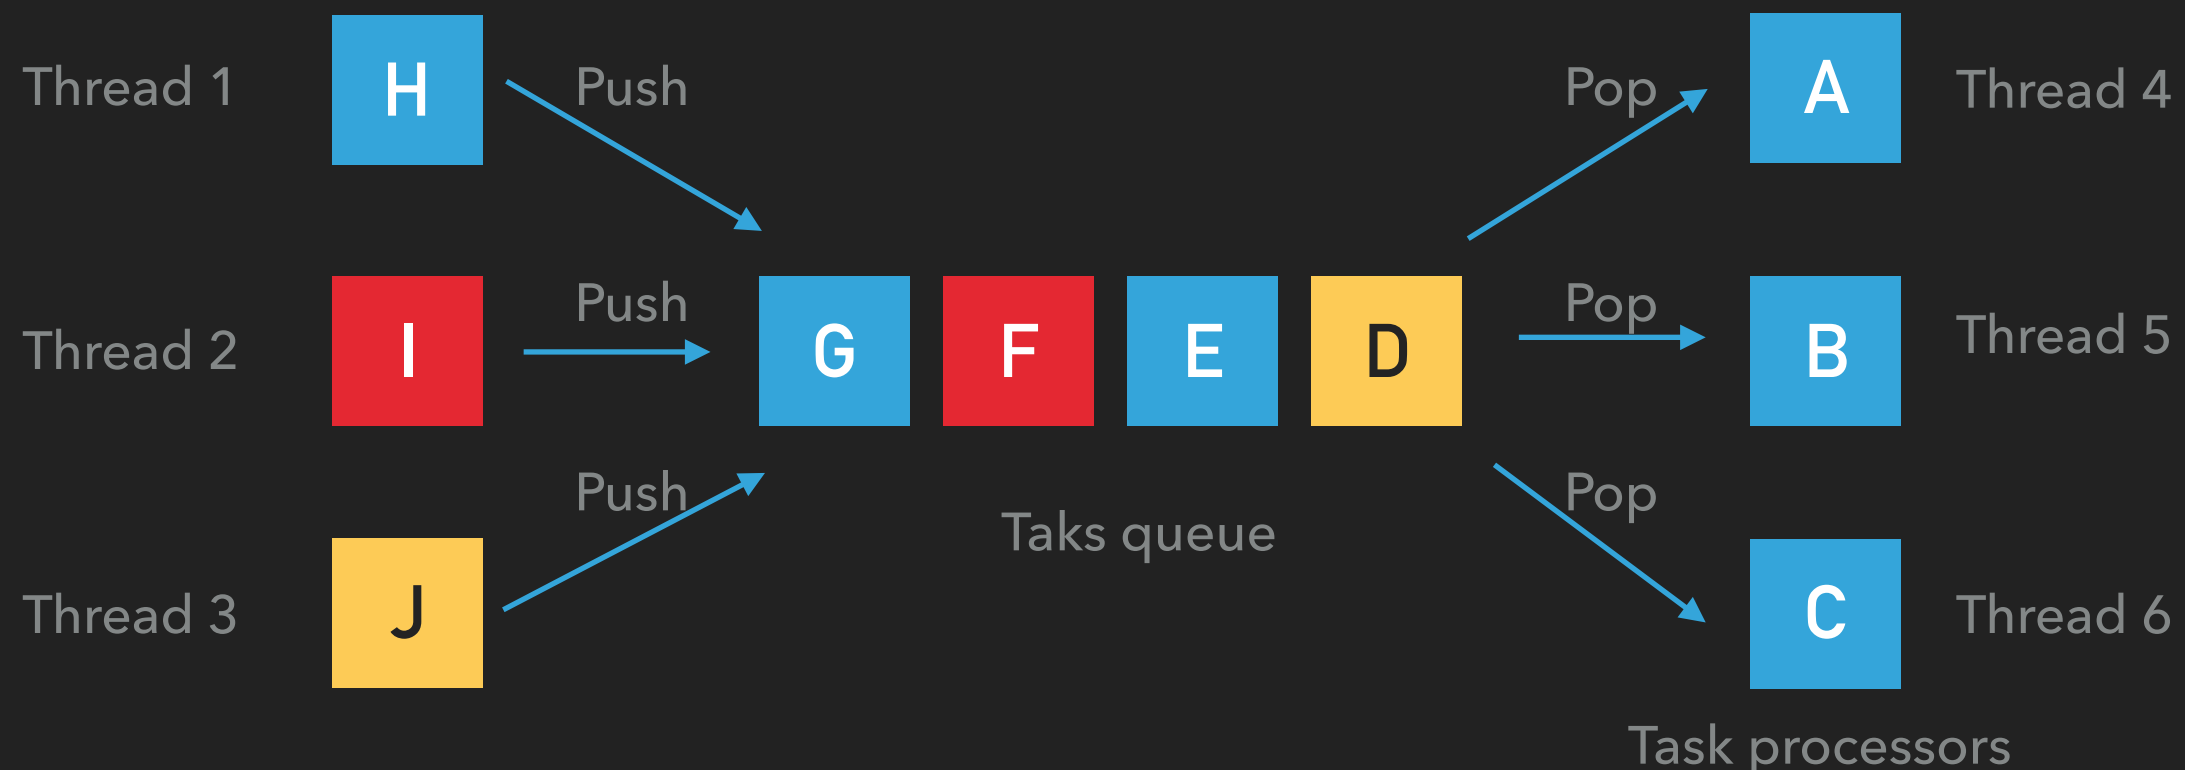 Thread 1
H
Push
Pop
A
Thread 4
Thread 2
I
Push
G
F
E
D
Pop
B
Thread 5
Thread 3
J
Push
Taks queue
Pop
C
Thread 6
Task processors